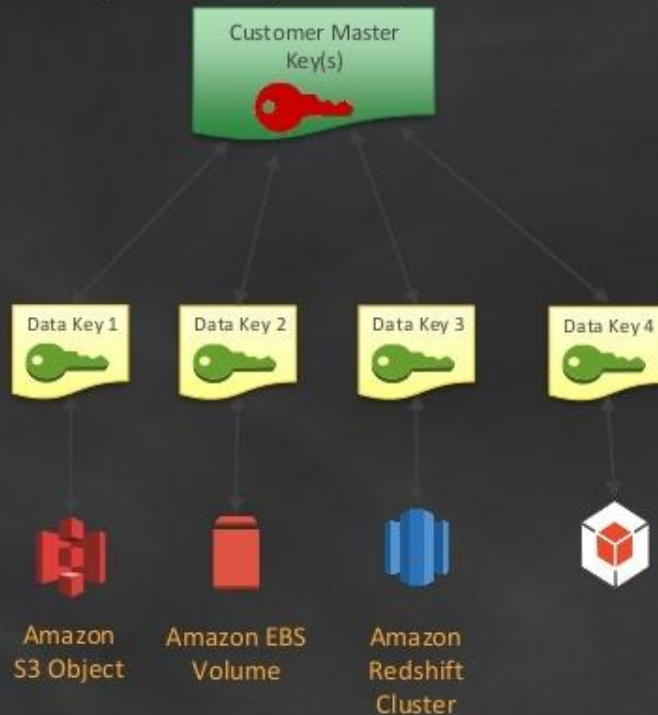 Customer Master
Key(s)
Data Key 1
Data Key 2
Data Key 3
Data Key 4
Amazon
S3 Object
Amazon EBS
Volume
Amazon
Redshift
Cluster